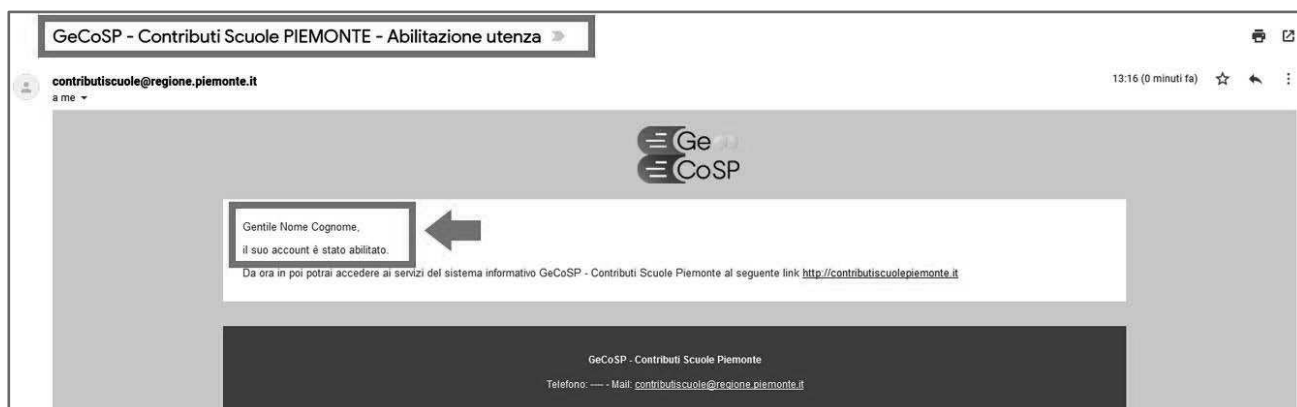 GeCoSP - Contributi Scuole PIEMONTE - Abilitazione utenza
contributiscuole@regione.piemonte.it
13:16 (0 minuti fa)
a me
Ge
CoSP
Gentile Nome Cognome,
il suo account é stato abilitato.
Da ora in poi potrai accedere ai servizi del sistema informativo GeCoSP - Contributi Scuole Piemonte al seguente link http://contributiscuolepiemonte.it
GeCoSP - Contributi Scuole Piemonte
Telefono: ---- - Mail: contributiscuole@regione.piemonte.it